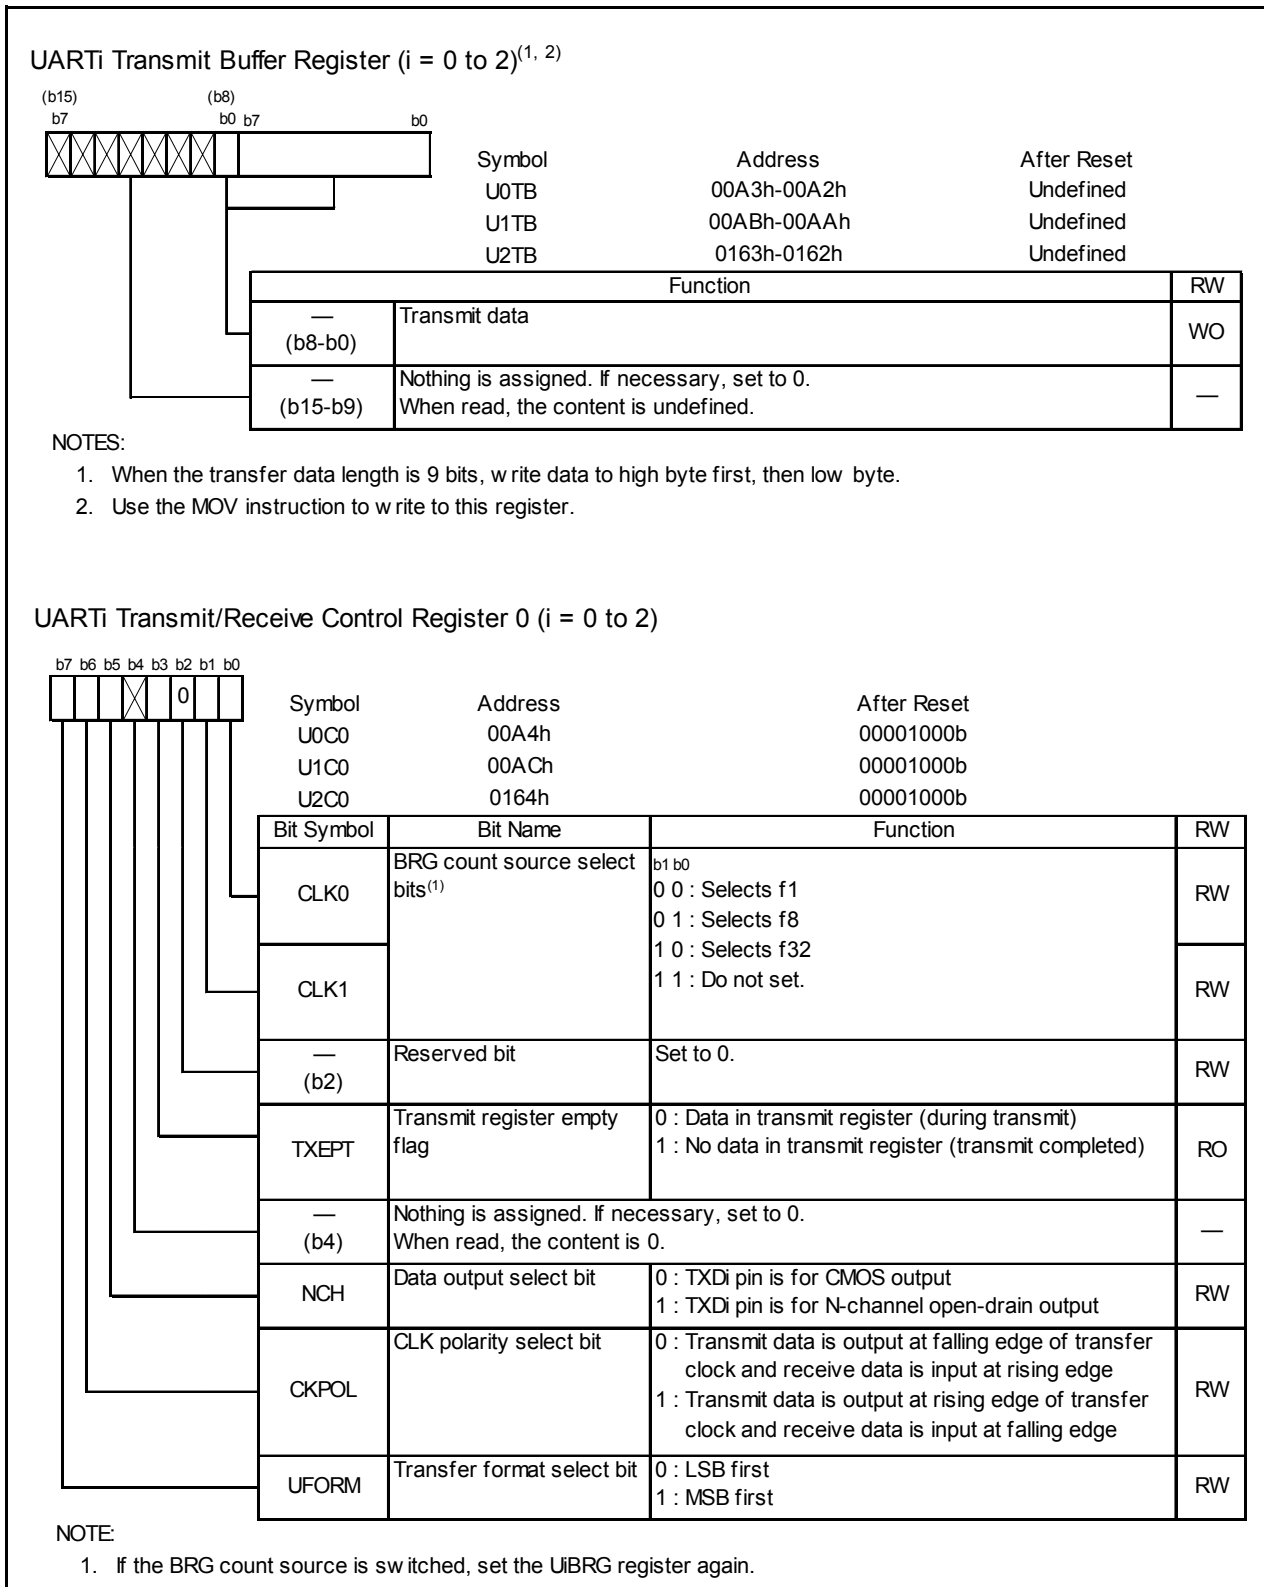 UARTi Transmit Buffer Register (i = 0 to 2)(1, 2)
(b15) (b8)
b7 b0 b7 b0
Symbol Address After Reset
U0TB 00A3h-00A2h Undefined
U1TB 00ABh-00AAh Undefined
U2TB 0163h-0162h Undefined
Function RW
— Transmit data
(b8-b0) WO
— Nothing is assigned. If necessary, set to 0.
(b15-b9) When read, the content is undefined. —
NOTES:
1. When the transfer data length is 9 bits, write data to high byte first, then low byte.
2. Use the MOV instruction to write to this register.
UARTi Transmit/Receive Control Register 0 (i = 0 to 2)
b7 b6 b5 b4 b3 b2 b1 b0
0
Symbol Address After Reset
U0C0 00A4h 00001000b
U1C0 00ACh 00001000b
U2C0 0164h 00001000b
Bit Symbol Bit Name Function RW
CLK0 BRG count source select bits(1) b1 b0
0 0 : Selects f1
0 1 : Selects f8
1 0 : Selects f32
1 1 : Do not set. RW
CLK1 RW
— Reserved bit Set to 0.
(b2) RW
TXEPT Transmit register empty flag 0 : Data in transmit register (during transmit)
1 : No data in transmit register (transmit completed) RO
— Nothing is assigned. If necessary, set to 0.
(b4) When read, the content is 0. —
NCH Data output select bit 0 : TXDi pin is for CMOS output
1 : TXDi pin is for N-channel open-drain output RW
CKPOL CLK polarity select bit 0 : Transmit data is output at falling edge of transfer
clock and receive data is input at rising edge
1 : Transmit data is output at rising edge of transfer
clock and receive data is input at falling edge RW
UFORM Transfer format select bit 0 : LSB first
1 : MSB first RW
NOTE:
1. If the BRG count source is switched, set the UiBRG register again.